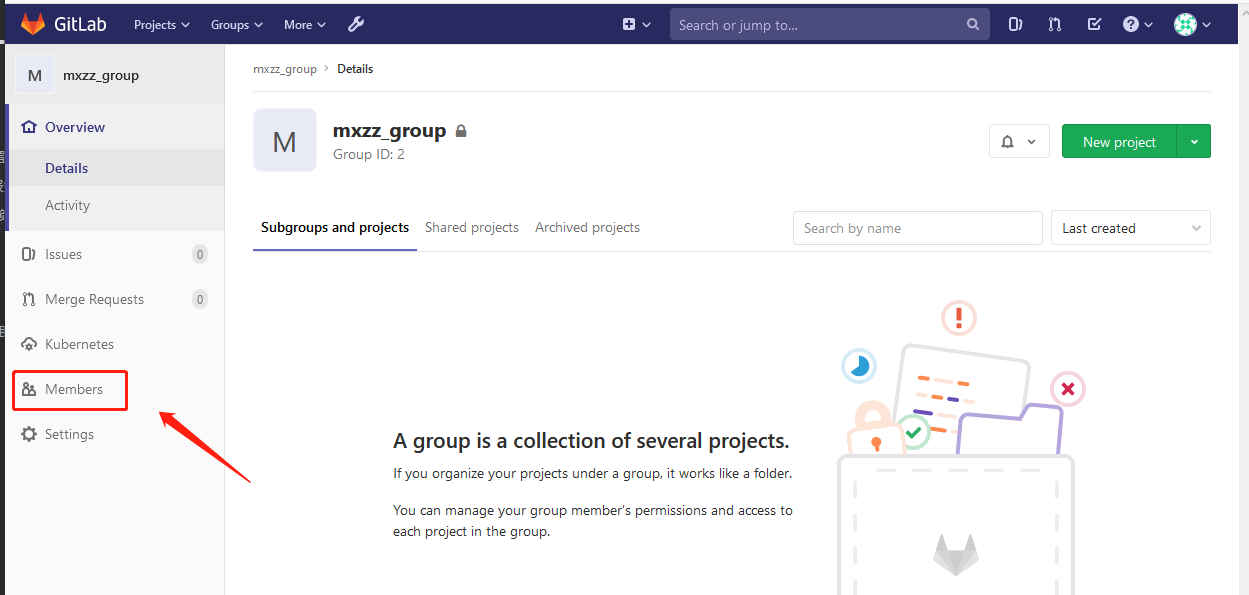 GitLab Projects Groups More Search or jump to...
M mxzz_group
Overview
Details
Activity
Issues 0
Merge Requests 0
Kubernetes
Members
Settings
mxzz_group > Details
M
mxzz_group
Group ID: 2
New project
Subgroups and projects Shared projects Archived projects Search by name Last created
A group is a collection of several projects.
If you organize your projects under a group, it works like a folder.
You can manage your group member's permissions and access to
each project in the group.